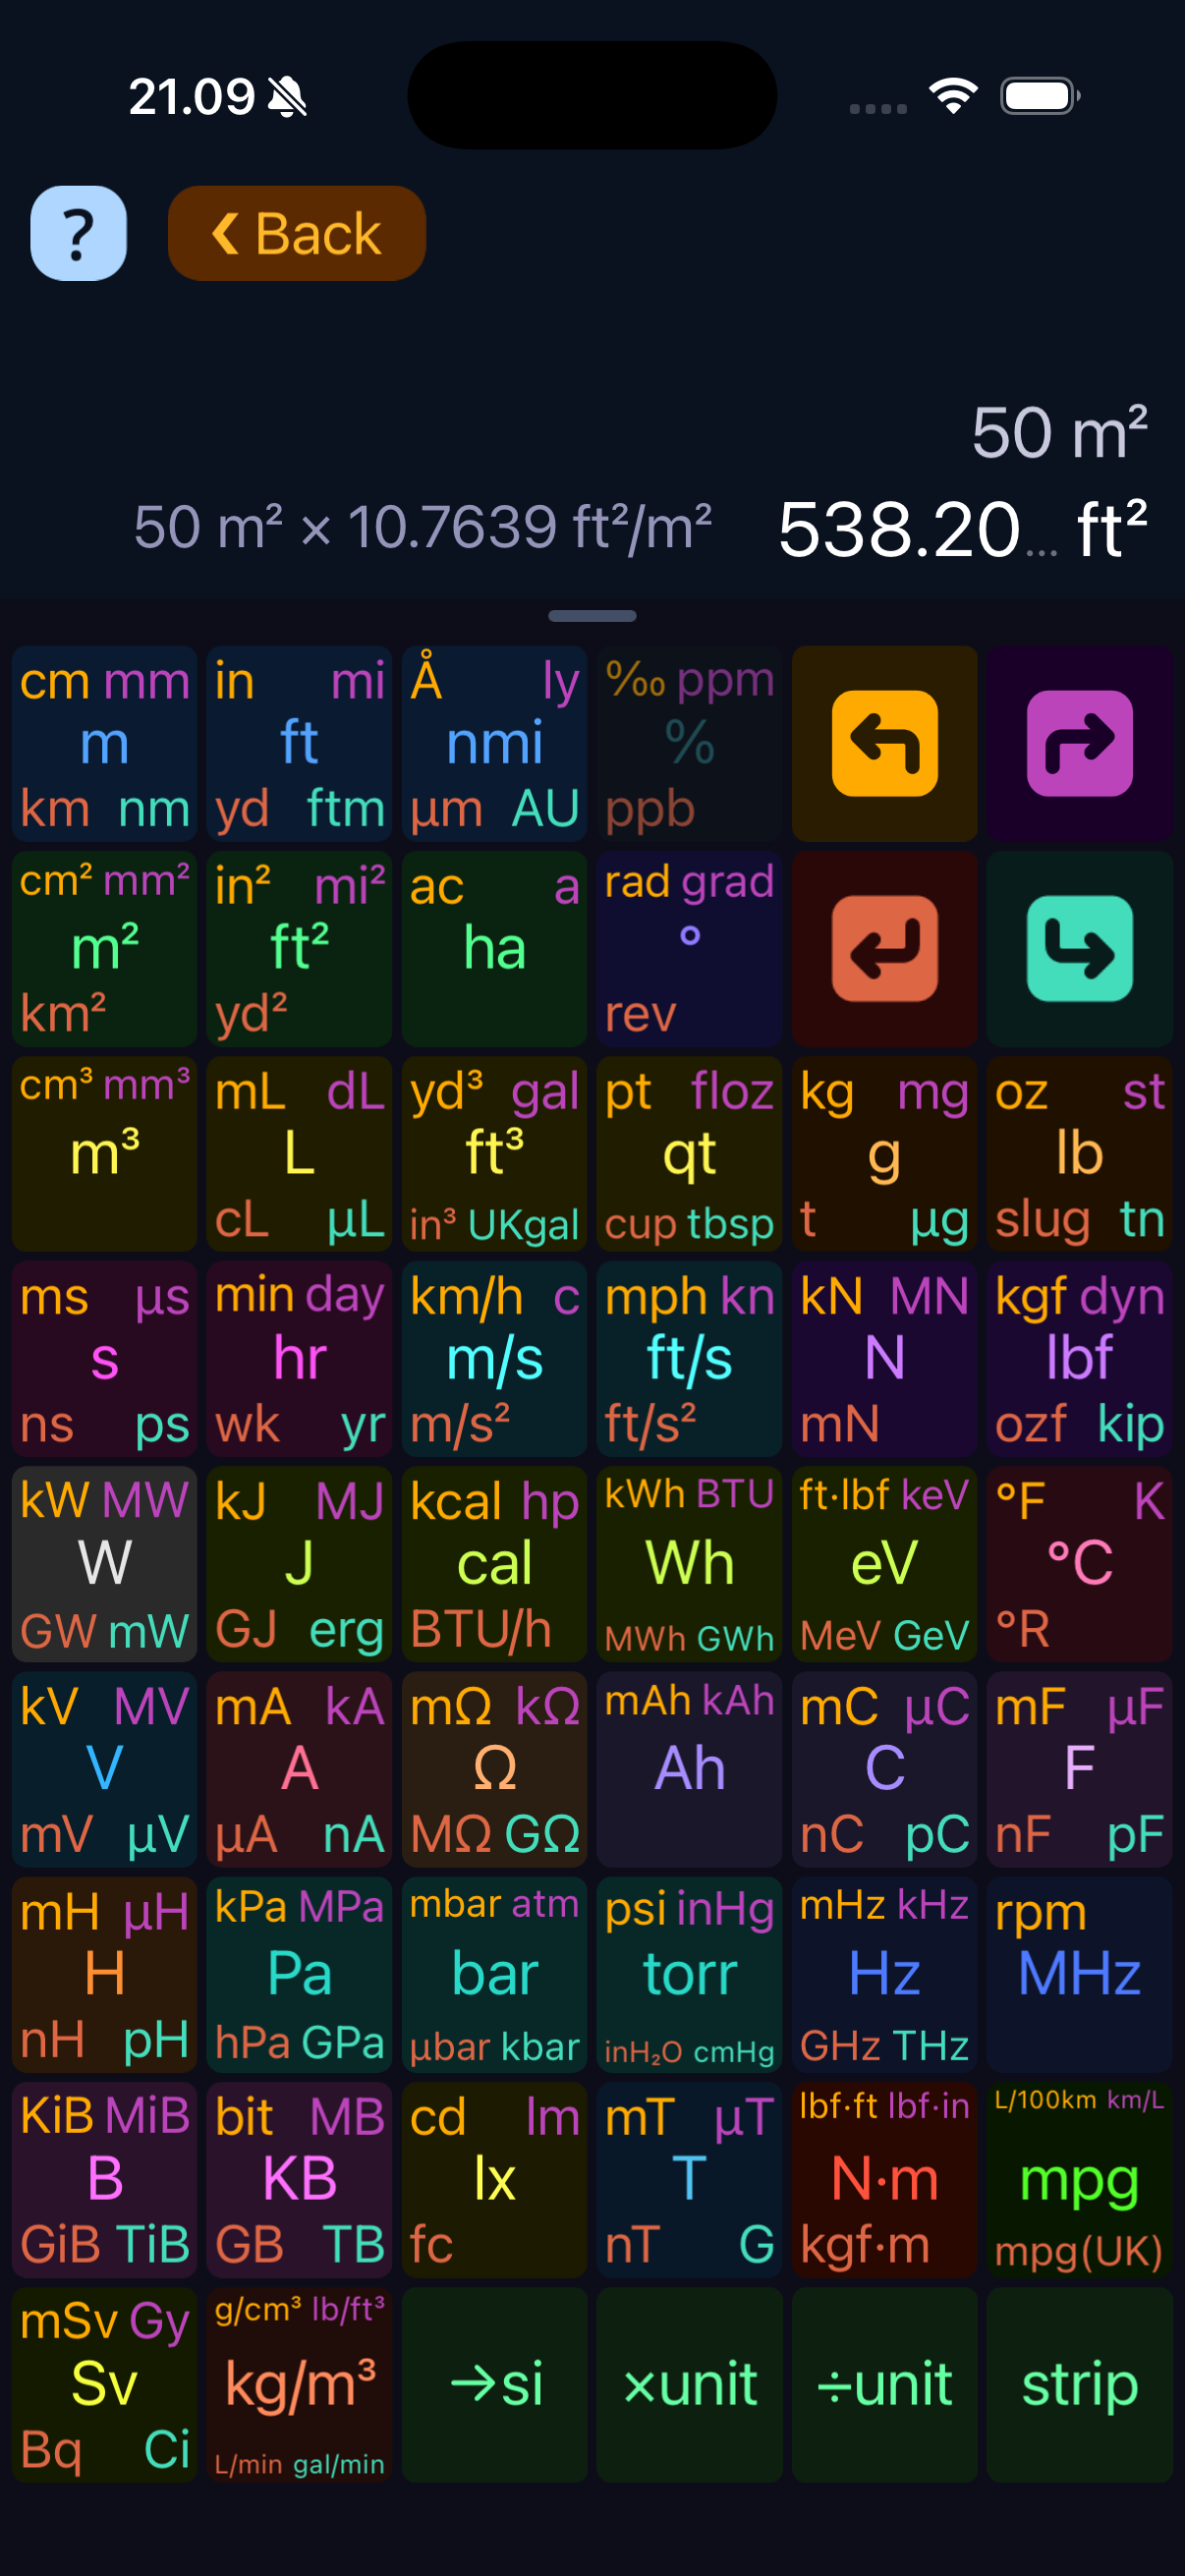 21.09
? ❮ Back
50 m²
50 m² × 10.7639 ft²/m² 538.20… ft²
cm mm in mi Å ly ‰ ppm
m ft nmi %
km nm yd ftm µm AU ppb
cm² mm² in² mi² ac a rad grad
m² ft² ha °
km² yd² rev
cm³ mm³ mL dL yd³ gal pt floz kg mg oz st
m³ L ft³ qt g lb
cL µL in³ UKgal cup tbsp t µg slug tn
ms µs min day km/h c mph kn kN MN kgf dyn
s hr m/s ft/s N lbf
ns ps wk yr m/s² ft/s² mN ozf kip
kW MW kJ MJ kcal hp kWh BTU ft·lbf keV °F K
W J cal Wh eV °C
GW mW GJ erg BTU/h MWh GWh MeV GeV °R
kV MV mA kA mΩ kΩ mAh kAh mC µC mF µF
V A Ω Ah C F
mV µV µA nA MΩ GΩ nC pC nF pF
mH µH kPa MPa mbar atm psi inHg mHz kHz rpm
H Pa bar torr Hz MHz
nH pH hPa GPa µbar kbar inH₂O cmHg GHz THz
KiB MiB bit MB cd lm mT µT lbf·ft lbf·in L/100km km/L
B KB lx T N·m mpg
GiB TiB GB TB fc nT G kgf·m mpg(UK)
mSv Gy g/cm³ lb/ft³
Sv kg/m³ →si ×unit ÷unit strip
Bq Ci L/min gal/min